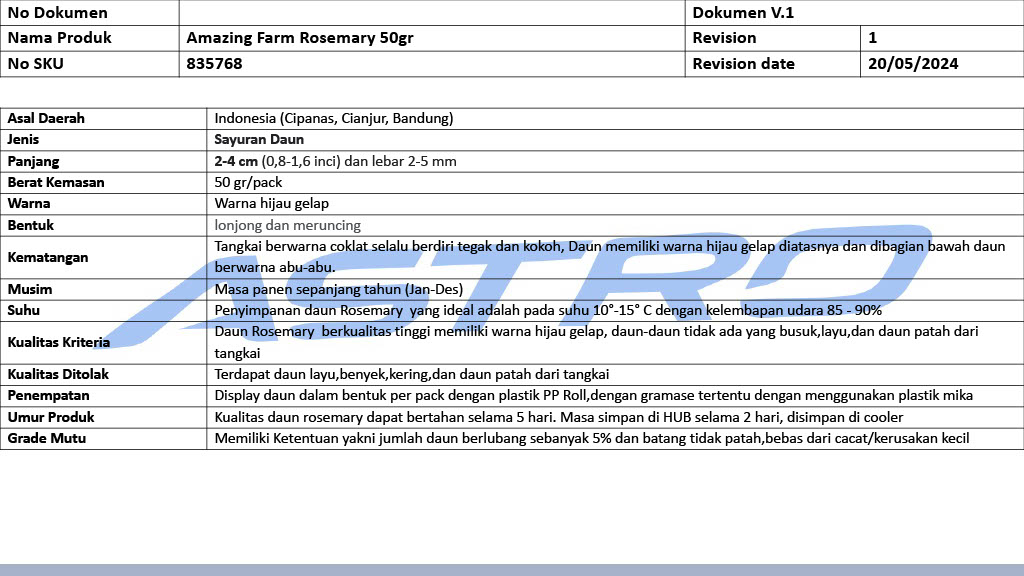 No Dokumen Dokumen V.1
Nama Produk Amazing Farm Rosemary 50gr Revision 1
No SKU 835768 Revision date 20/05/2024
Asal Daerah Indonesia (Cipanas, Cianjur, Bandung)
Jenis Sayuran Daun
Panjang 2-4 cm (0,8-1,6 inci) dan lebar 2-5 mm
Berat Kemasan 50 gr/pack
Warna Warna hijau gelap
Bentuk lonjong dan meruncing
Kematangan Tangkai berwarna coklat selalu berdiri tegak dan kokoh, Daun memiliki warna hijau gelap diatasnya dan dibagian bawah daun
berwarna abu-abu.
Musim Masa panen sepanjang tahun (Jan-Des)
Suhu Penyimpanan daun Rosemary yang ideal adalah pada suhu 10°-15° C dengan kelembapan udara 85 - 90%
Kualitas Kriteria Daun Rosemary berkualitas tinggi memiliki warna hijau gelap, daun-daun tidak ada yang busuk,layu,dan daun patah dari
tangkai
Kualitas Ditolak Terdapat daun layu,benyek,kering,dan daun patah dari tangkai
Penempatan Display daun dalam bentuk per pack dengan plastik PP Roll,dengan gramase tertentu dengan menggunakan plastik mika
Umur Produk Kualitas daun rosemary dapat bertahan selama 5 hari. Masa simpan di HUB selama 2 hari, disimpan di cooler
Grade Mutu Memiliki Ketentuan yakni jumlah daun berlubang sebanyak 5% dan batang tidak patah,bebas dari cacat/kerusakan kecil
ASTRO